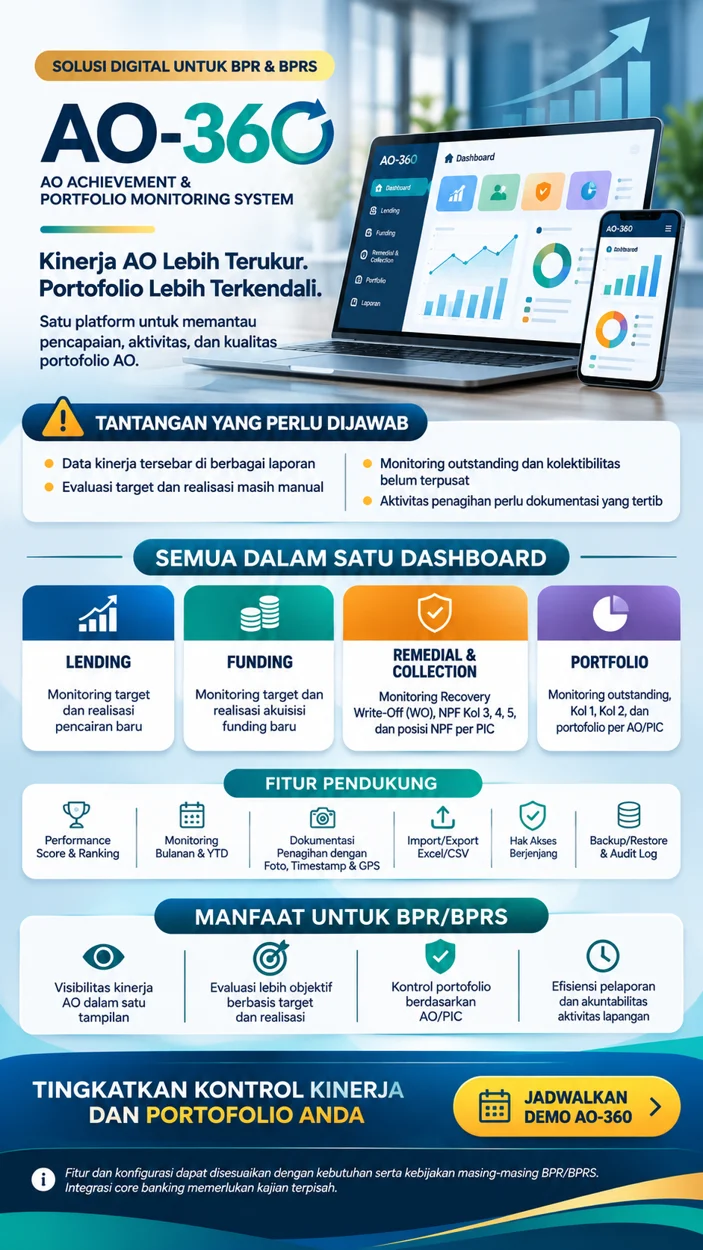 SOLUSI DIGITAL UNTUK BPR & BPRS
AO-360
AO ACHIEVEMENT &
PORTFOLIO MONITORING SYSTEM
Kinerja AO Lebih Terukur.
Portofolio Lebih Terkendali.
Satu platform untuk memantau
pencapaian, aktivitas, dan kualitas
portofolio AO.
AO-360
Dashboard
Lending
Funding
Remedial &
Collection
Portfolio
Laporan
Dashboard
AO-360
Dashboard
TANTANGAN YANG PERLU DIJAWAB
Data kinerja tersebar di berbagai laporan
Evaluasi target dan realisasi masih manual
Monitoring outstanding dan kolektibilitas
belum terpusat
Aktivitas penagihan perlu dokumentasi yang tertib
SEMUA DALAM SATU DASHBOARD
LENDING
Monitoring target
dan realisasi
pencairan baru
FUNDING
Monitoring target dan
realisasi akuisisi
funding baru
REMEDIAL &
COLLECTION
Monitoring Recovery
Write-Off (WO), NPF Kol 3, 4, 5,
dan posisi NPF per PIC
PORTFOLIO
Monitoring outstanding,
Kol 1, Kol 2, dan
portofolio per AO/PIC
FITUR PENDUKUNG
Performance
Score & Ranking
Monitoring
Bulanan & YTD
Dokumentasi
Penagihan dengan
Foto, Timestamp & GPS
Import/Export
Excel/CSV
Hak Akses
Berjenjang
Backup/Restore
& Audit Log
MANFAAT UNTUK BPR/BPRS
Visibilitas kinerja
AO dalam satu
tampilan
Evaluasi lebih objektif
berbasis target
dan realisasi
Kontrol portofolio
berdasarkan
AO/PIC
Efisiensi pelaporan
dan akuntabilitas
aktivitas lapangan
TINGKATKAN KONTROL KINERJA
DAN PORTOFOLIO ANDA
JADWALKAN
DEMO AO-360
Fitur dan konfigurasi dapat disesuaikan dengan kebutuhan serta kebijakan masing-masing BPR/BPRS.
Integrasi core banking memerlukan kajian terpisah.